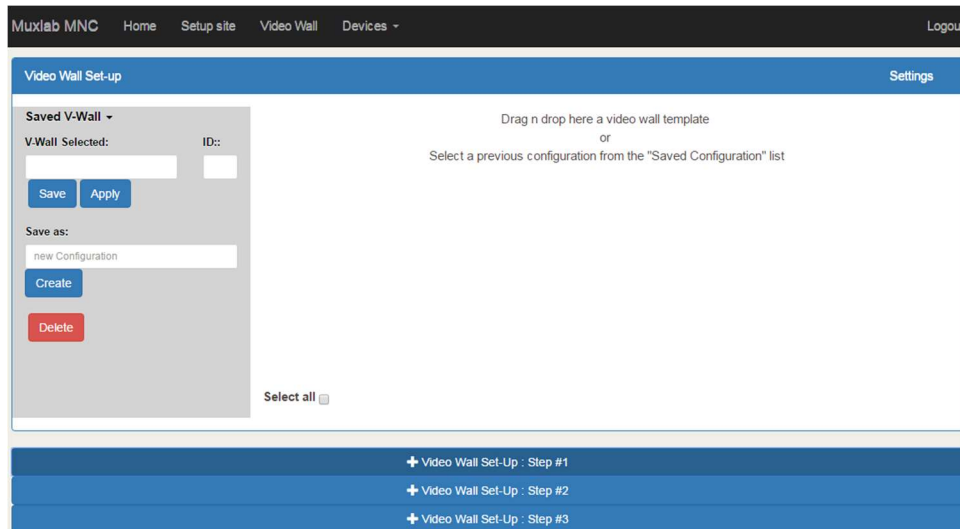 Muxlab MNC Home Setup site Video Wall Devices Logou
Video Wall Set-up Settings
Saved V-Wall
V-Wall Selected: ID::
Save Apply
Save as:
new Configuration
Create
Delete
Drag n drop here a video wall template
or
Select a previous configuration from the "Saved Configuration" list
Select all
+ Video Wall Set-Up : Step #1
+ Video Wall Set-Up : Step #2
+ Video Wall Set-Up : Step #3